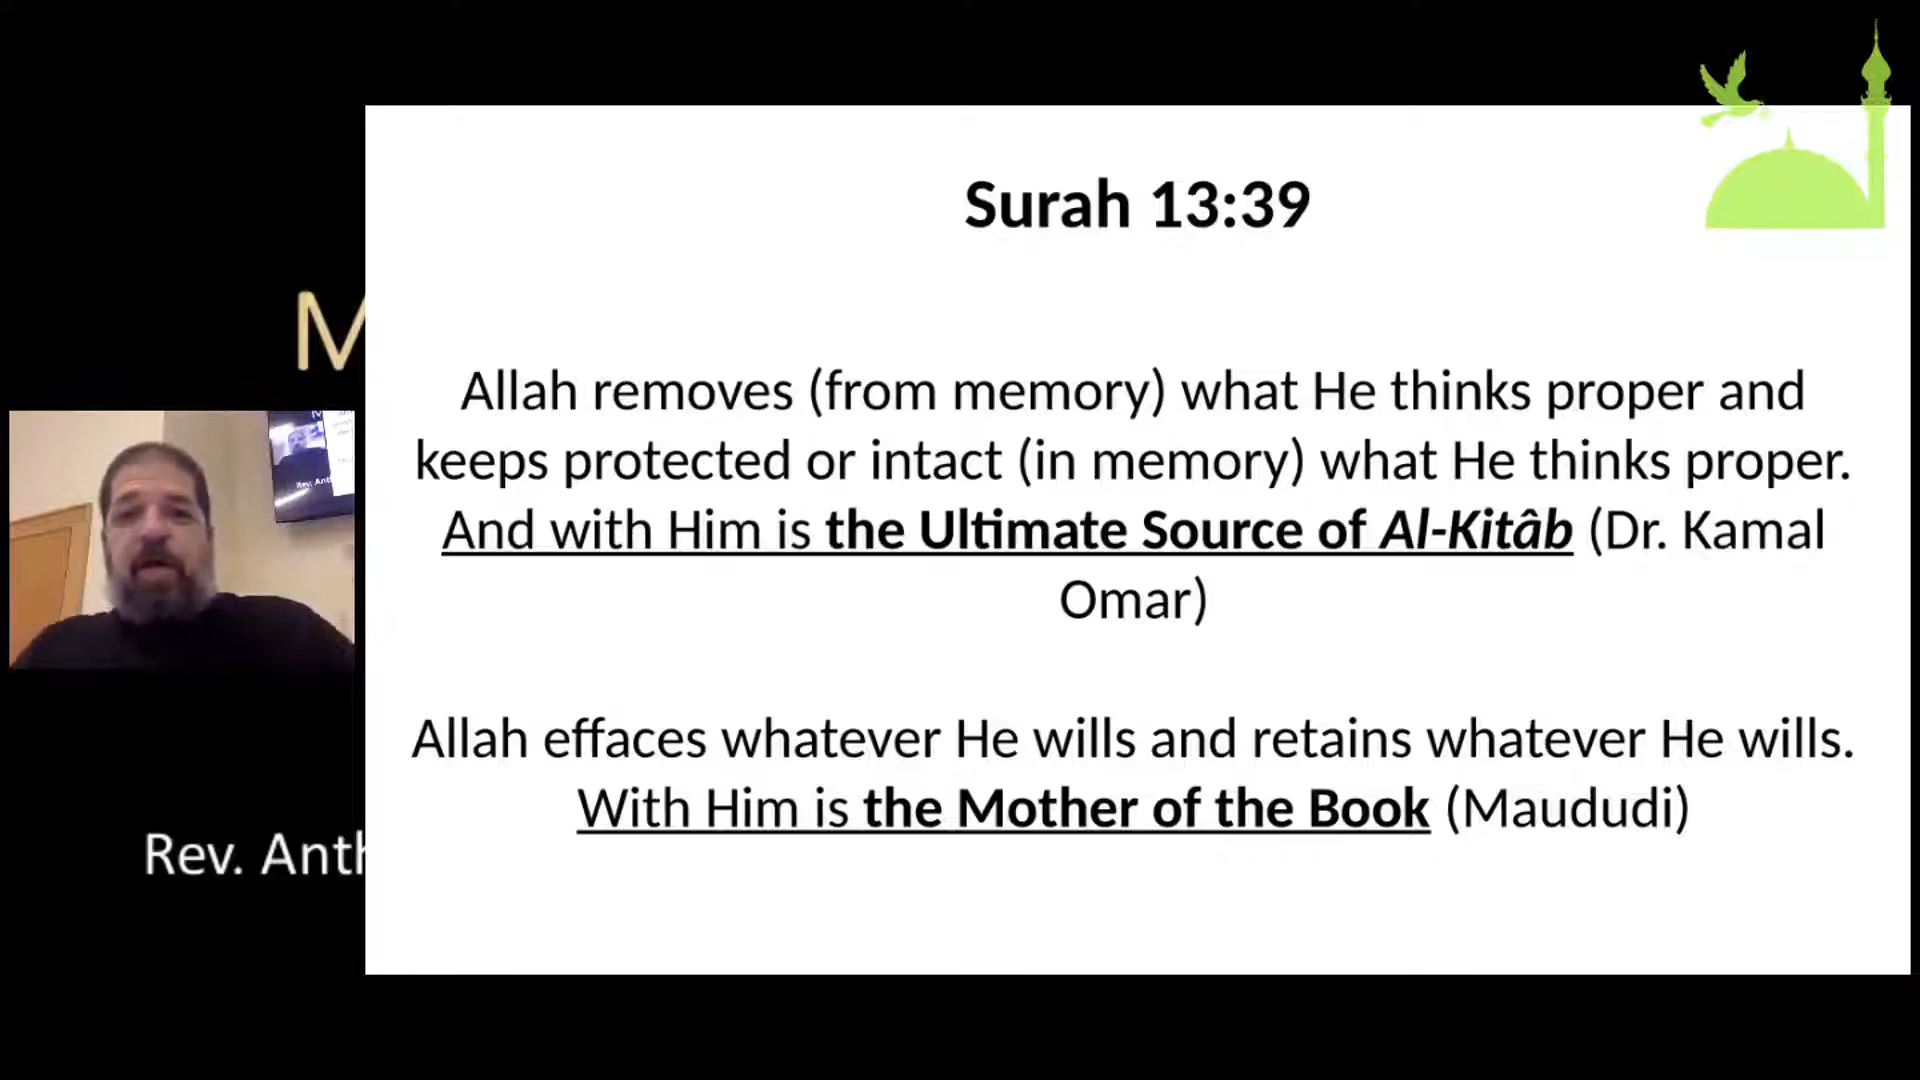 Surah 13:39
M
Allah removes (from memory) what He thinks proper and
keeps protected or intact (in memory) what He thinks proper.
And with Him is the Ultimate Source of Al-Kitâb (Dr. Kamal
Omar)
Allah effaces whatever He wills and retains whatever He wills.
With Him is the Mother of the Book (Maududi)
Rev. Anth